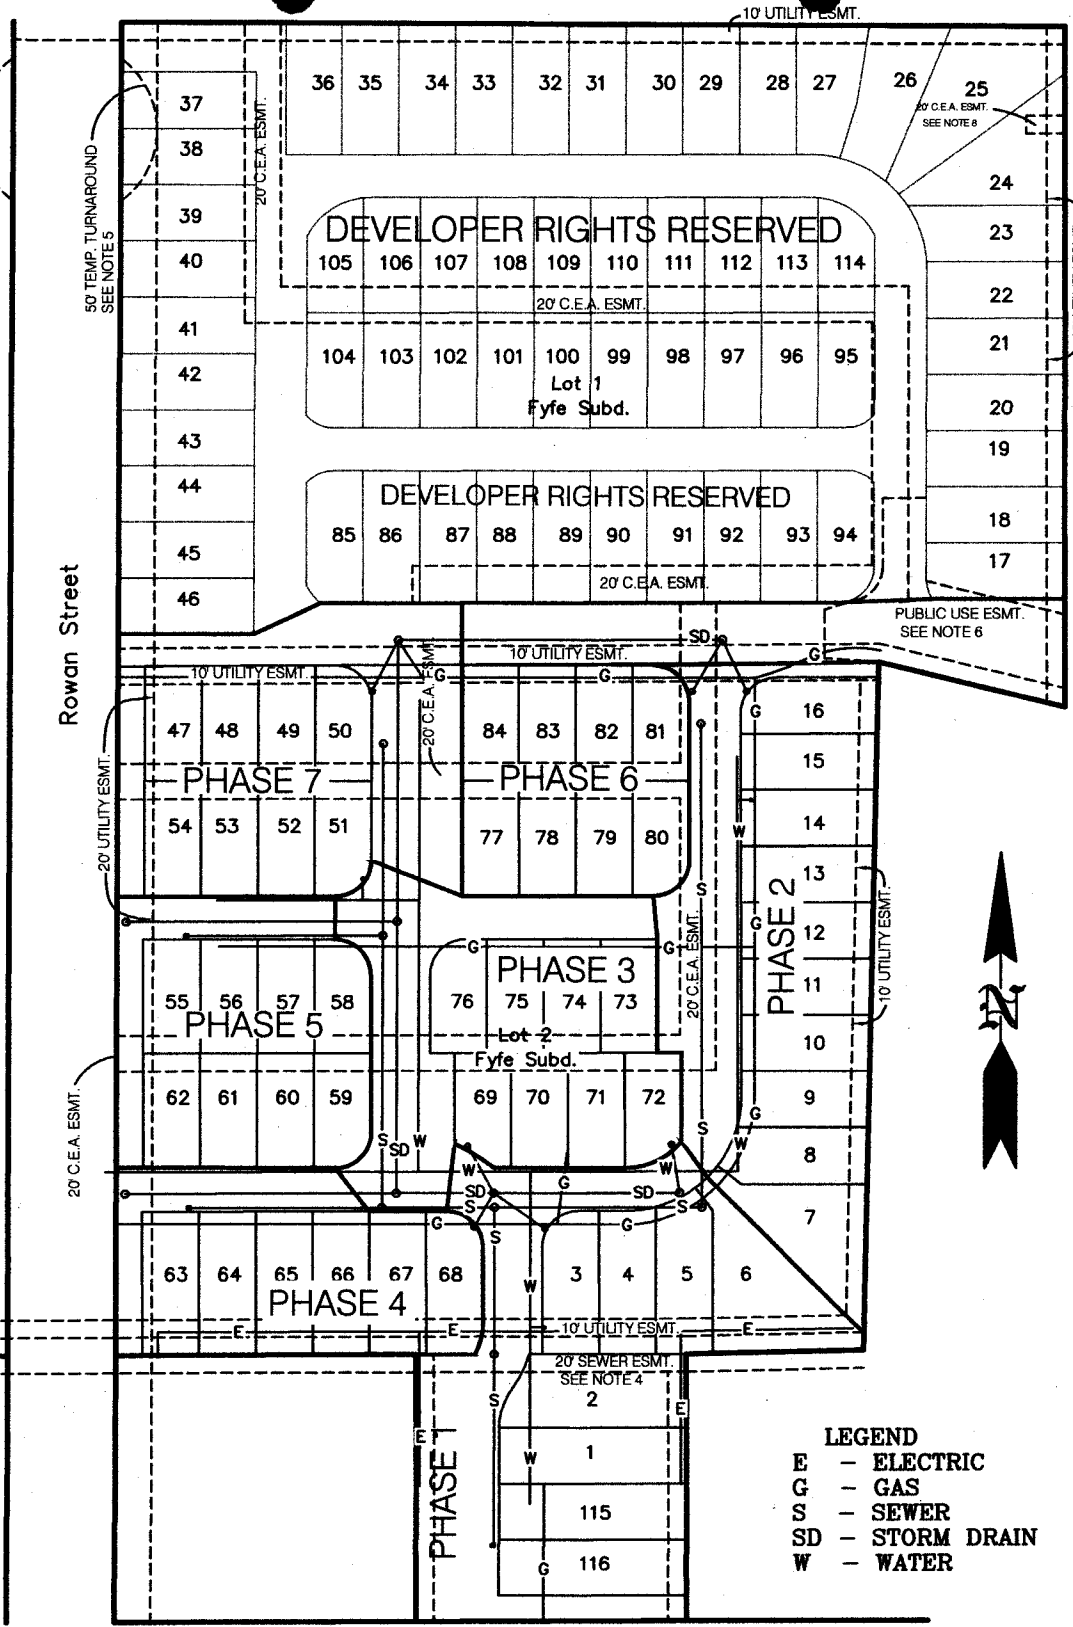 10' UTILITY ESMT.
36 35 34 33 32 31 30 29 28 27 26 25
20' C.E.A. ESMT.
SEE NOTE 8
37
38
39
40
41
42
43
44
45
46
50' TEMP. TURNAROUND
SEE NOTE 5
20' C.E.A. ESMT.
24
23
22
21
20
19
18
17
DEVELOPER RIGHTS RESERVED
105 106 107 108 109 110 111 112 113 114
20' C.E.A. ESMT.
104 103 102 101 100 99 98 97 96 95
Lot 1
Fyfe Subd.
DEVELOPER RIGHTS RESERVED
85 86 87 88 89 90 91 92 93 94
20' C.E.A. ESMT.
Rowan Street
PUBLIC USE ESMT.
SEE NOTE 6
SD
10' UTILITY ESMT.
G
10' UTILITY ESMT.
G
G
20' C.E.A. ESMT.
47 48 49 50
PHASE 7
54 53 52 51
84 83 82 81
PHASE 6
77 78 79 80
20' UTILITY ESMT.
G
W
S
G
20' C.E.A. ESMT.
16
15
14
13
12
11
10
9
8
7
PHASE 2
10' UTILITY ESMT.
N
G
G
PHASE 3
76 75 74 73
Lot 2
Fyfe Subd.
69 70 71 72
55 56 57 58
PHASE 5
62 61 60 59
20' C.E.A. ESMT.
S
SD
W
S
G
W
W
W
SD
G
SD
S
S
G
S
G
63 64 65 66 67 68
PHASE 4
3 4 5 6
W
E
E
10' UTILITY ESMT.
E
20' SEWER ESMT.
SEE NOTE 4
2
S
E
E
1
W
115
116
G
PHASE 1
LEGEND
E – ELECTRIC
G – GAS
S – SEWER
SD – STORM DRAIN
W – WATER